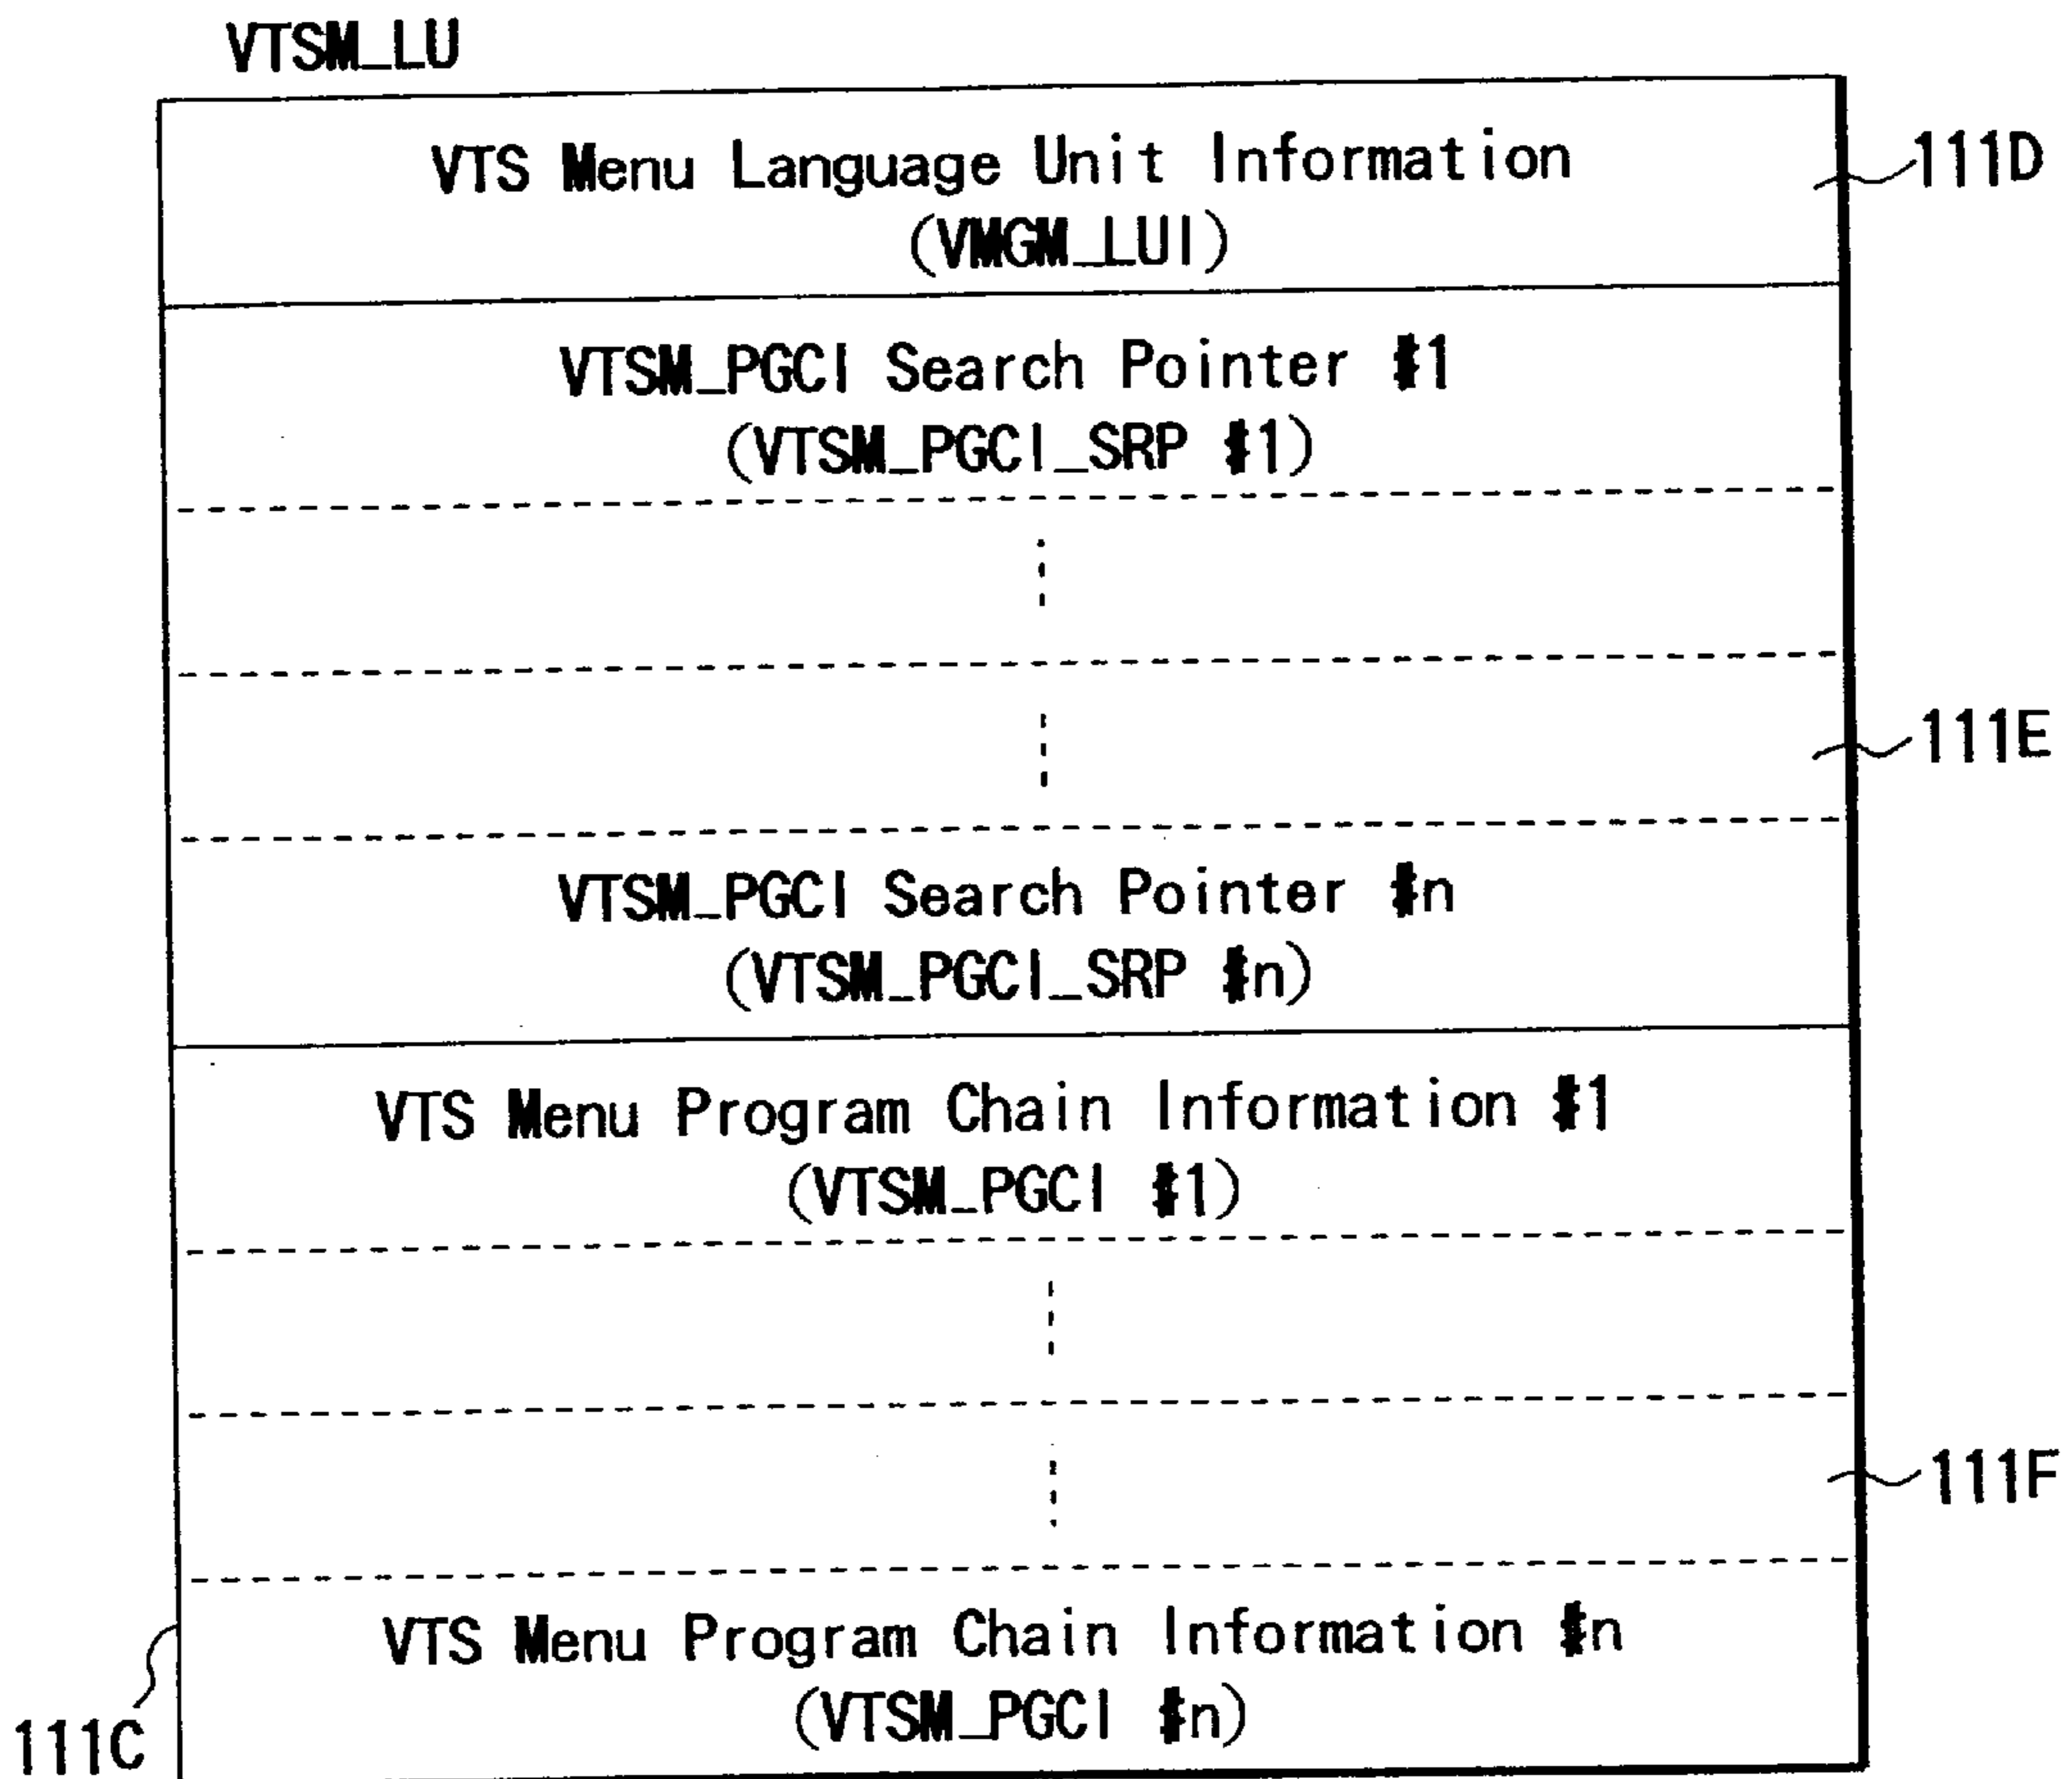 VTSM_LU
VTS Menu Language Unit Information
(VMGM_LUI)
111D
VTSM_PGCI Search Pointer #1
(VTSM_PGCI_SRP #1)
111E
VTSM_PGCI Search Pointer #n
(VTSM_PGCI_SRP #n)
VTS Menu Program Chain Information #1
(VTSM_PGCI #1)
111F
VTS Menu Program Chain Information #n
(VTSM_PGCI #n)
111C